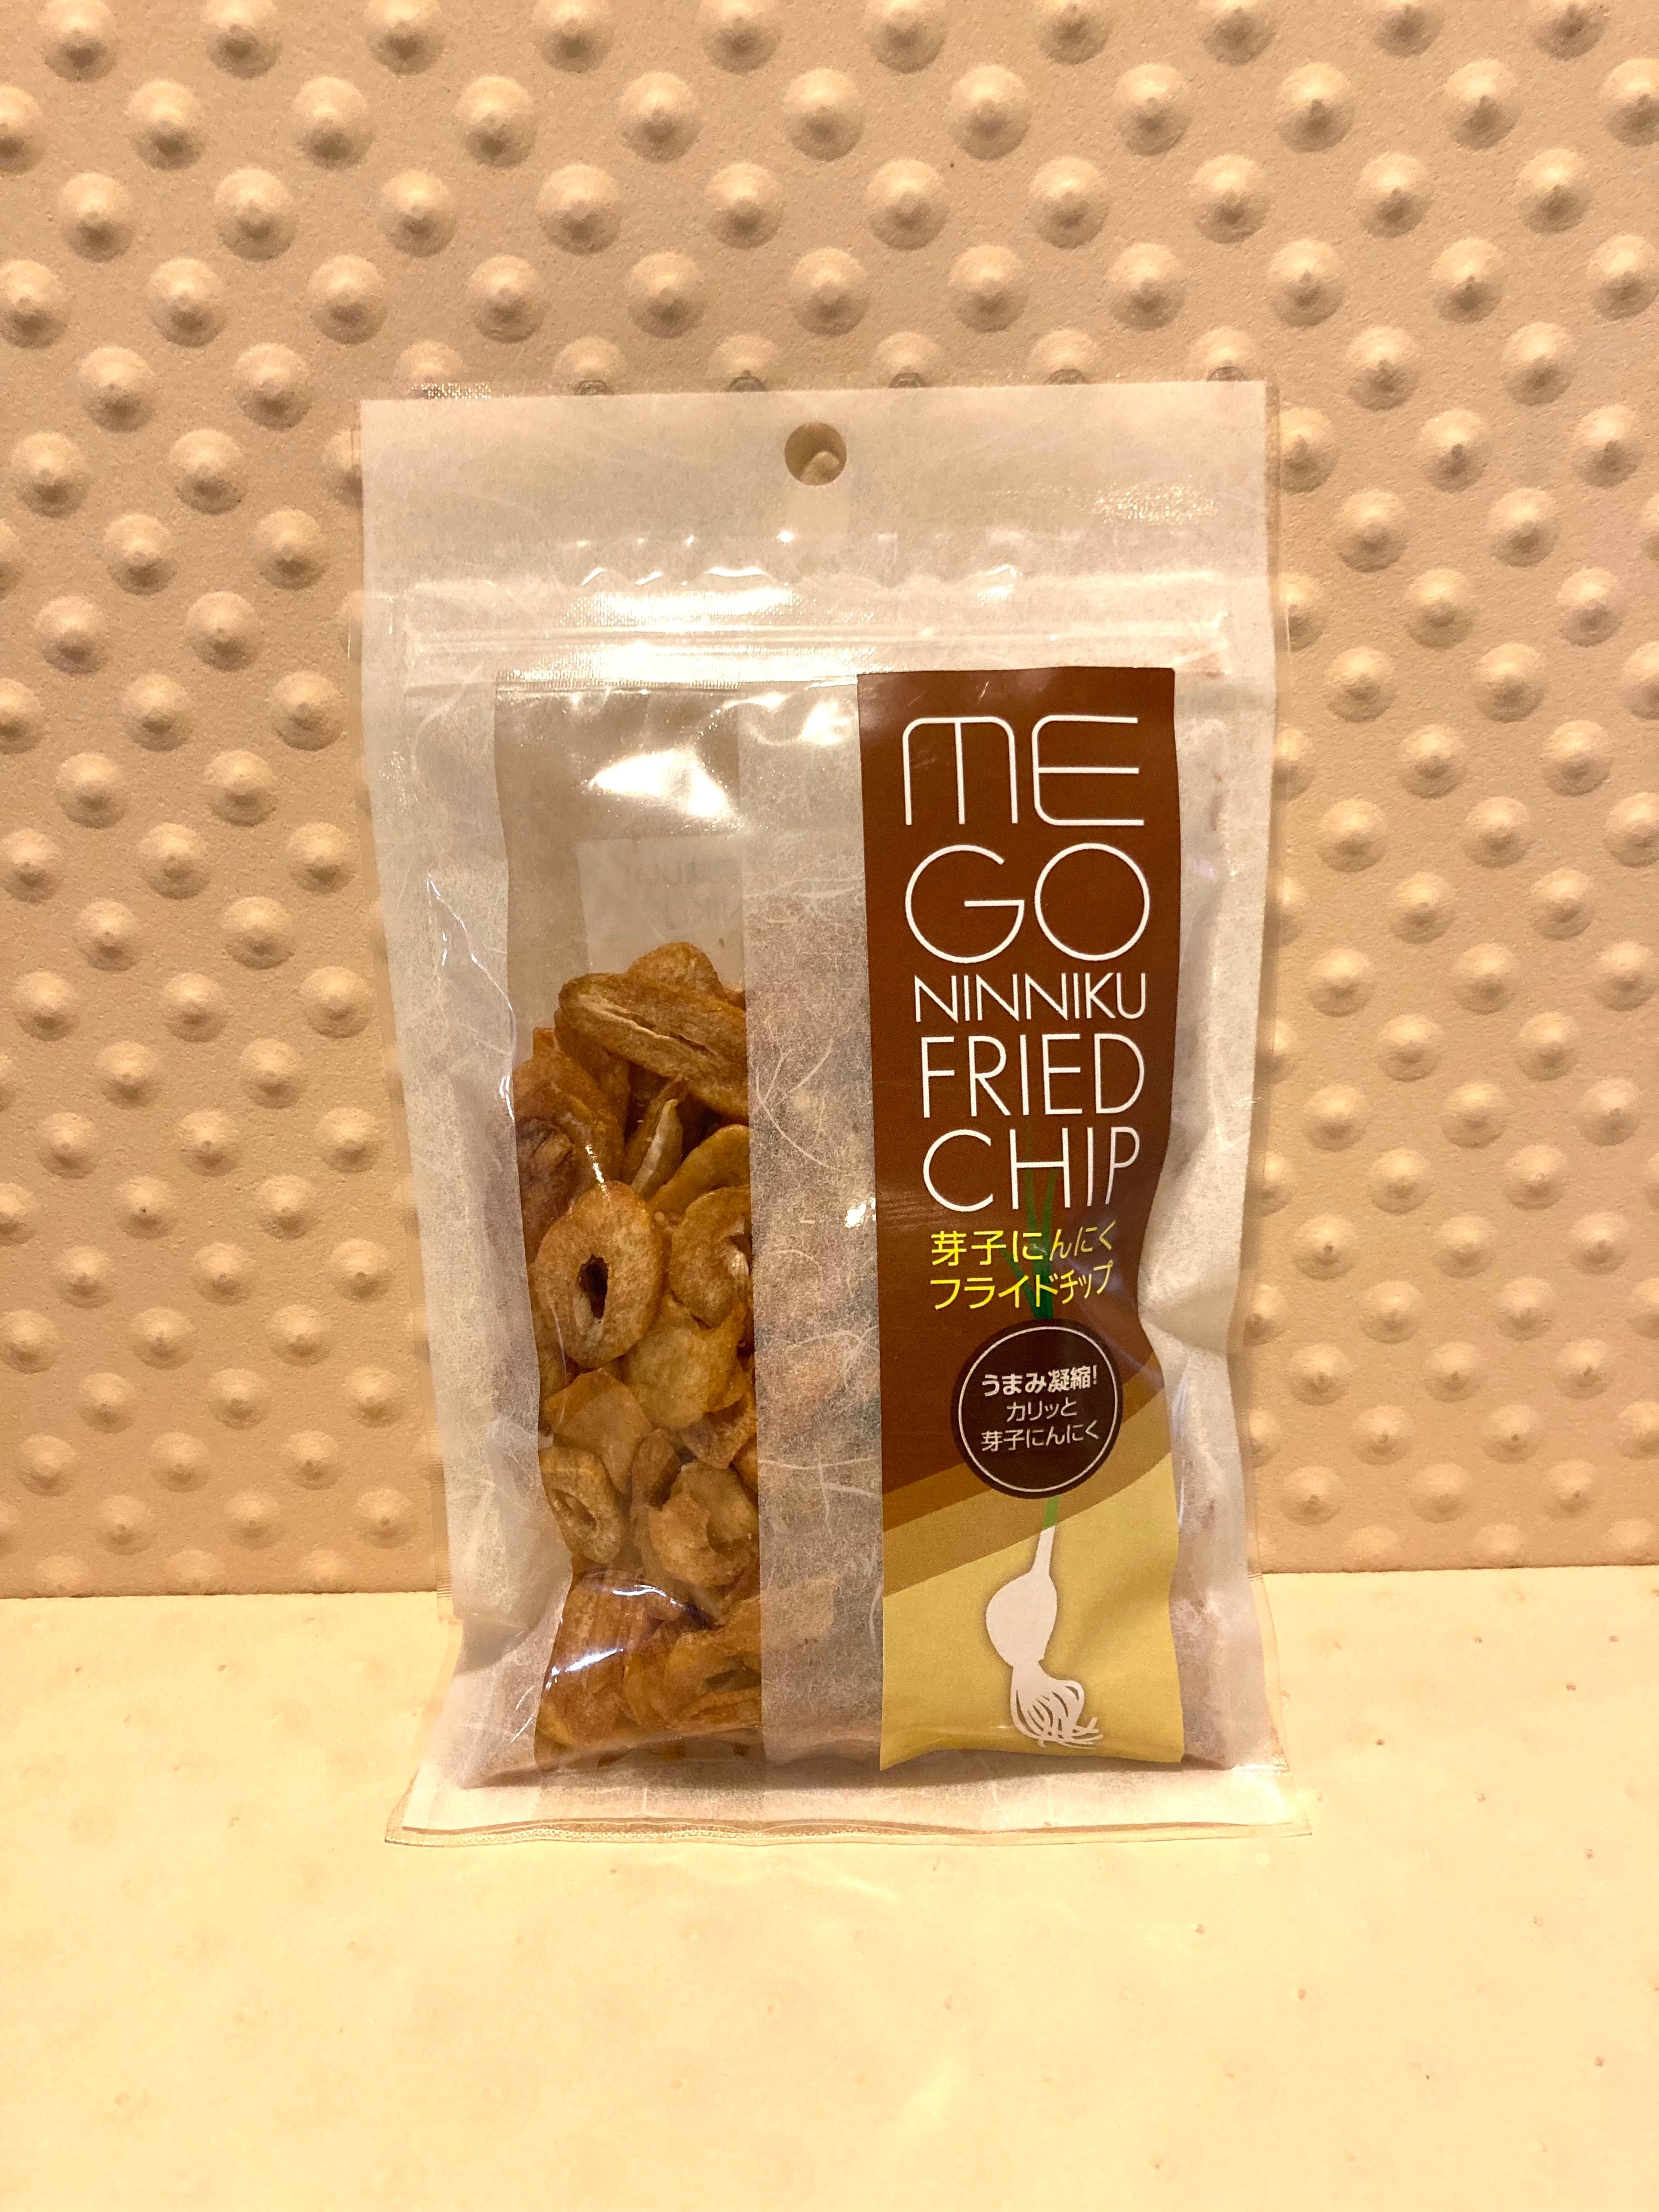 ME
GO
NINNIKU
FRIED
CHIP
芽子にんにく
フライドチップ
うまみ凝縮!
カリッと
芽子にんにく